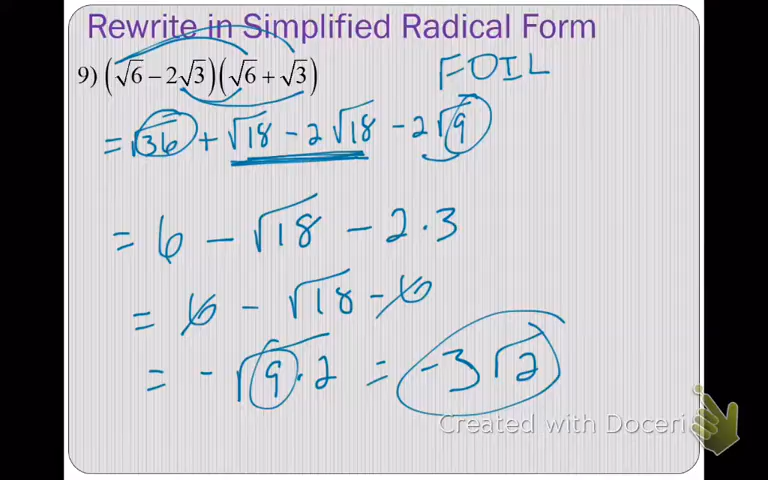 Rewrite in Simplified Radical Form
9) (√6 − 2√3)(√6 + √3) FOIL
= √36 + √18 − 2√18 − 2√9
= 6 − √18 − 2·3
= 6 − √18 − 6
= −√9·2 = −3√2
Created with Doceri